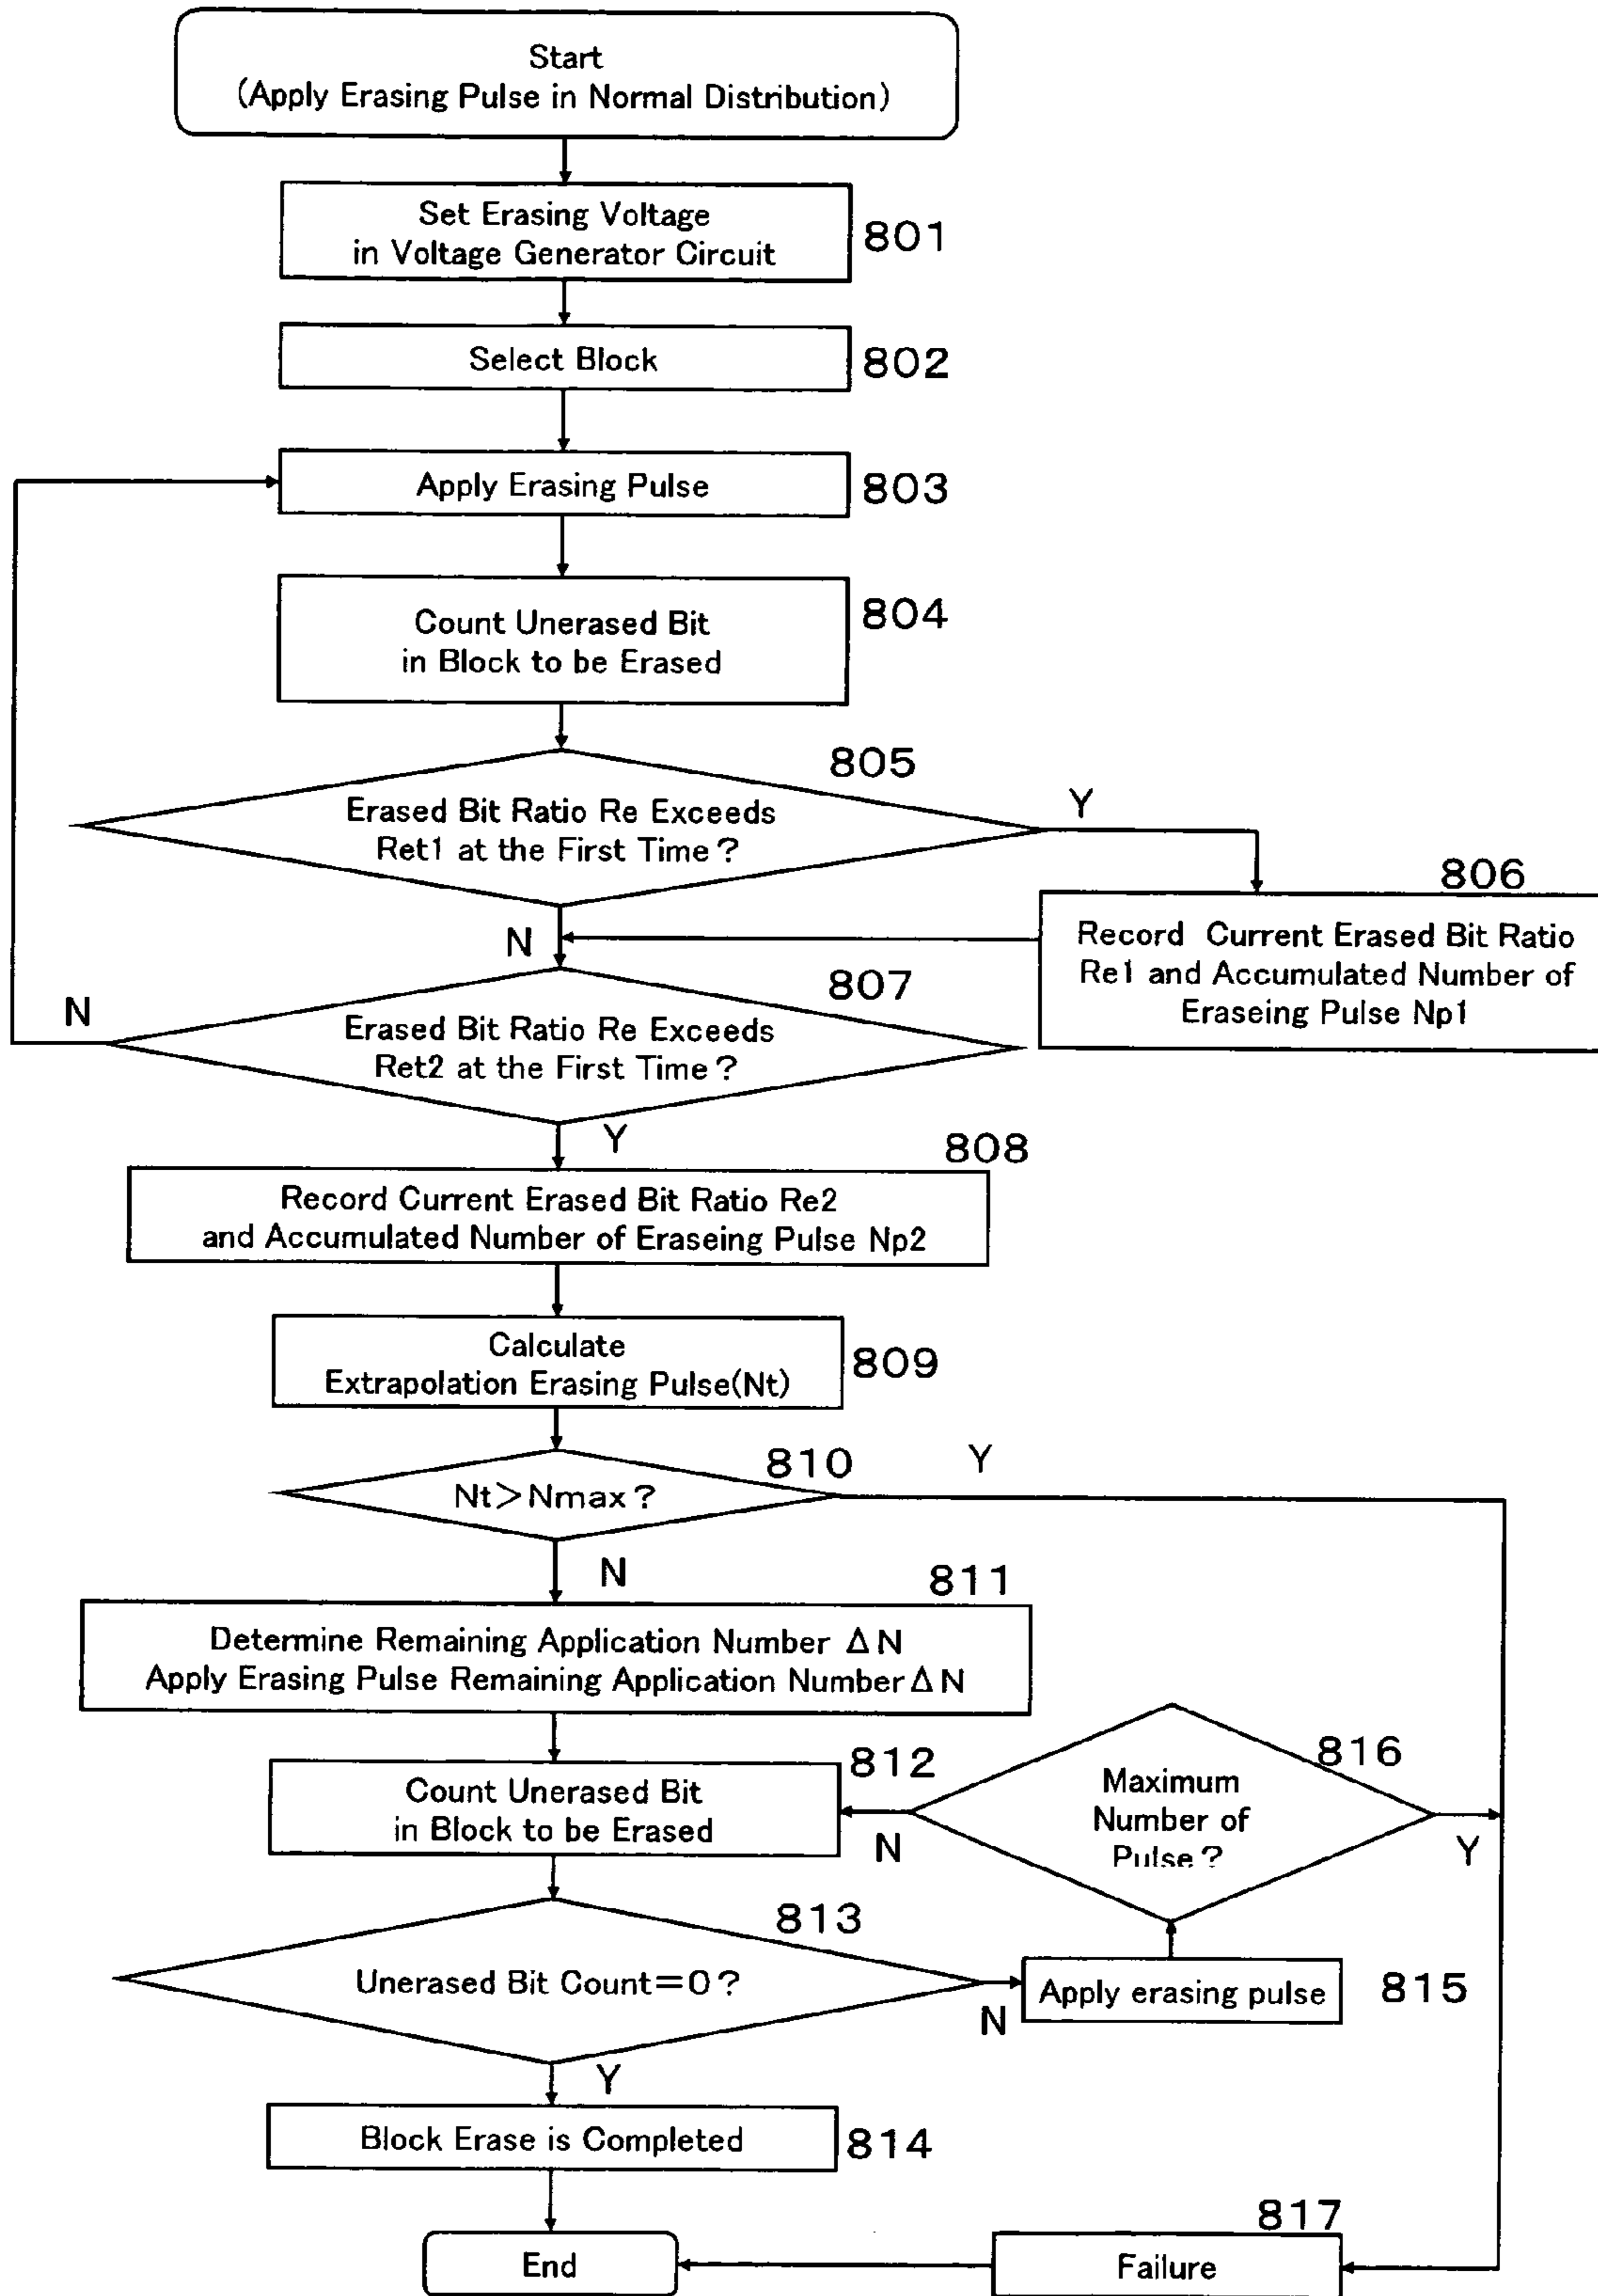 Start
(Apply Erasing Pulse in Normal Distribution)
Set Erasing Voltage
in Voltage Generator Circuit
801
Select Block
802
Apply Erasing Pulse
803
Count Unerased Bit
in Block to be Erased
804
805
Erased Bit Ratio Re Exceeds
Ret1 at the First Time?
Y
N
806
Record Current Erased Bit Ratio
Re1 and Accumulated Number of
Eraseing Pulse Np1
807
Erased Bit Ratio Re Exceeds
Ret2 at the First Time?
N
Y
808
Record Current Erased Bit Ratio Re2
and Accumulated Number of Eraseing Pulse Np2
Calculate
Extrapolation Erasing Pulse(Nt)
809
810
Nt>Nmax?
Y
N
811
Determine Remaining Application Number ΔN
Apply Erasing Pulse Remaining Application Number ΔN
812
Count Unerased Bit
in Block to be Erased
816
Maximum
Number of
Pulse?
N
Y
813
Unerased Bit Count=0?
N
Apply erasing pulse
815
Y
Block Erase is Completed
814
817
End
Failure